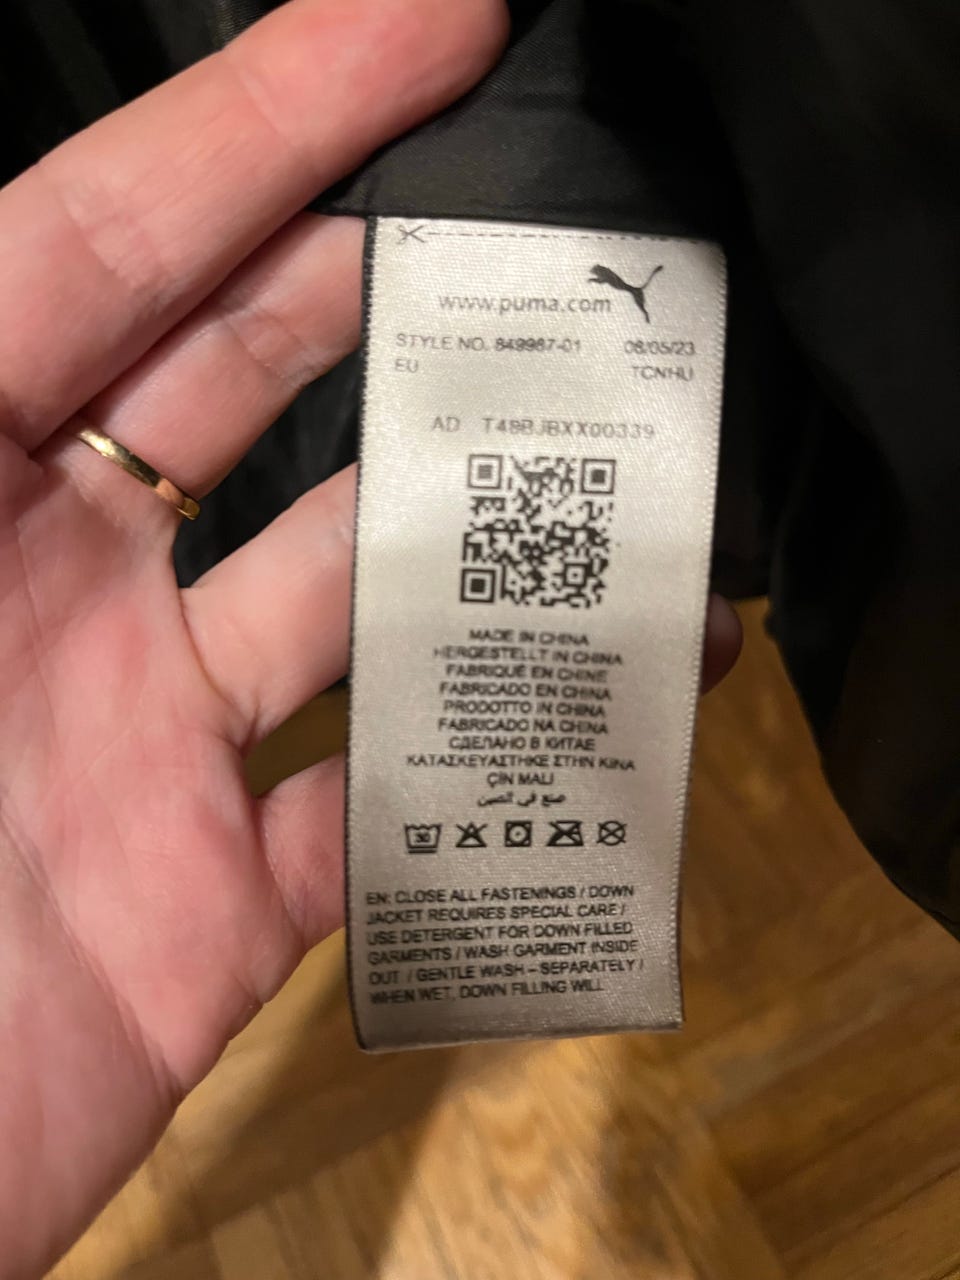 www.puma.com
STYLE NO. 849987-01 08/05/23
EU TCNHU
AD T48BJBXX00339
MADE IN CHINA
HERGESTELLT IN CHINA
FABRIQUÉ EN CHINE
FABRICADO EN CHINA
PRODOTTO IN CHINA
FABRICADO NA CHINA
СДЕЛАНО В КИТАЕ
ΚΑΤΑΣΚΕΥΑΣΤΗΚΕ ΣΤΗΝ ΚΙΝΑ
ÇİN MALI
صنع في الصين
30
EN: CLOSE ALL FASTENINGS / DOWN
JACKET REQUIRES SPECIAL CARE /
USE DETERGENT FOR DOWN FILLED
GARMENTS / WASH GARMENT INSIDE
OUT / GENTLE WASH – SEPARATELY /
WHEN WET, DOWN FILLING WILL